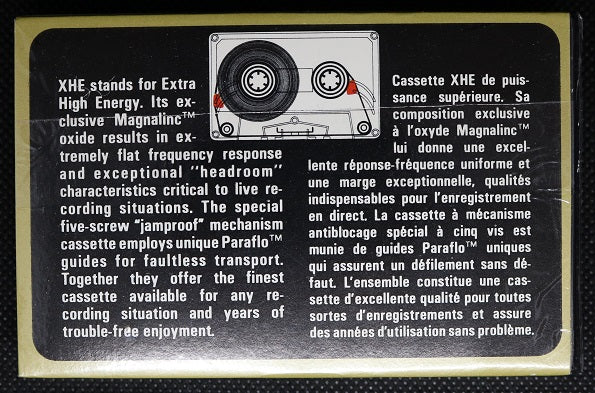 XHE stands for Extra
High Energy. Its ex-
clusive Magnalinc™
oxide results in ex-
tremely flat frequency response
and exceptional "headroom"
characteristics critical to live re-
cording situations. The special
five-screw "jamproof" mechanism
cassette employs unique Paraflo™
guides for faultless transport.
Together they offer the finest
cassette available for any re-
cording situation and years of
trouble-free enjoyment.
Cassette XHE de puis-
sance supérieure. Sa
composition exclusive
à l'oxyde Magnalinc™
lui donne une excel-
lente réponse-fréquence uniforme et
une marge exceptionnelle, qualités
indispensables pour l'enregistrement
en direct. La cassette à mécanisme
antiblocage spécial à cinq vis est
munie de guides Paraflo™ uniques
qui assurent un défilement sans dé-
faut. L'ensemble constitue une cas-
sette d'excellente qualité pour toutes
sortes d'enregistrements et assure
des années d'utilisation sans problème.